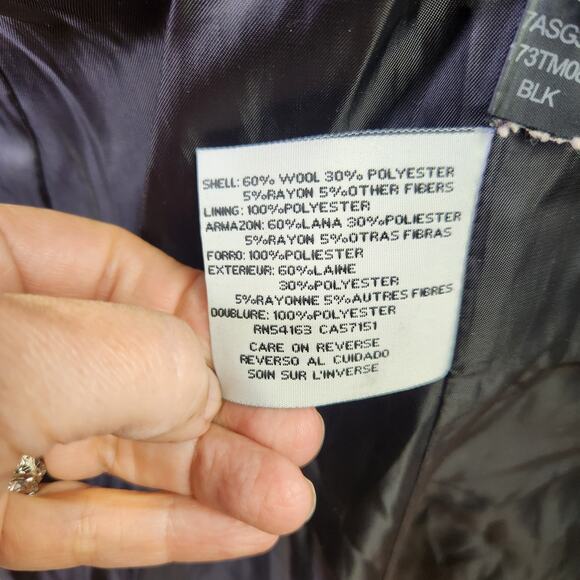 7ASG
73TM0
BLK
SHELL: 60% WOOL 30% POLYESTER
5%RAYON 5%OTHER FIBERS
LINING: 100%POLYESTER
ARMAZON: 60%LANA 30%POLIESTER
5%RAYON 5%OTRAS FIBRAS
FORRO: 100%POLIESTER
EXTERIEUR: 60%LAINE
30%POLYESTER
5%RAYONNE 5%AUTRES FIBRES
DOUBLURE: 100%POLYESTER
RN54163 CA57151
CARE ON REVERSE
REVERSO AL CUIDADO
SOIN SUR L'INVERSE